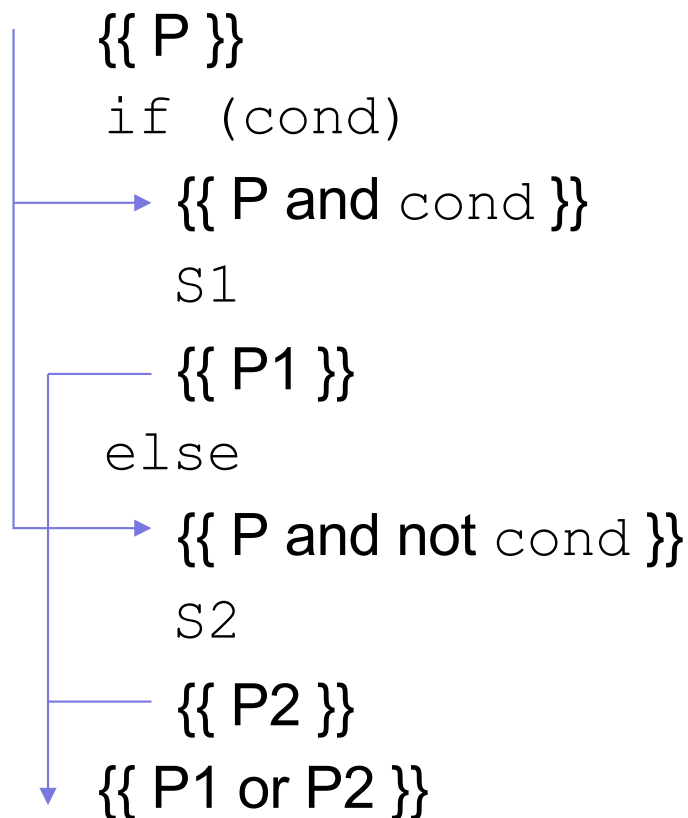 {{ P }}
if (cond)
{{ P and cond }}
S1
{{ P1 }}
else
{{ P and not cond }}
S2
{{ P2 }}
{{ P1 or P2 }}